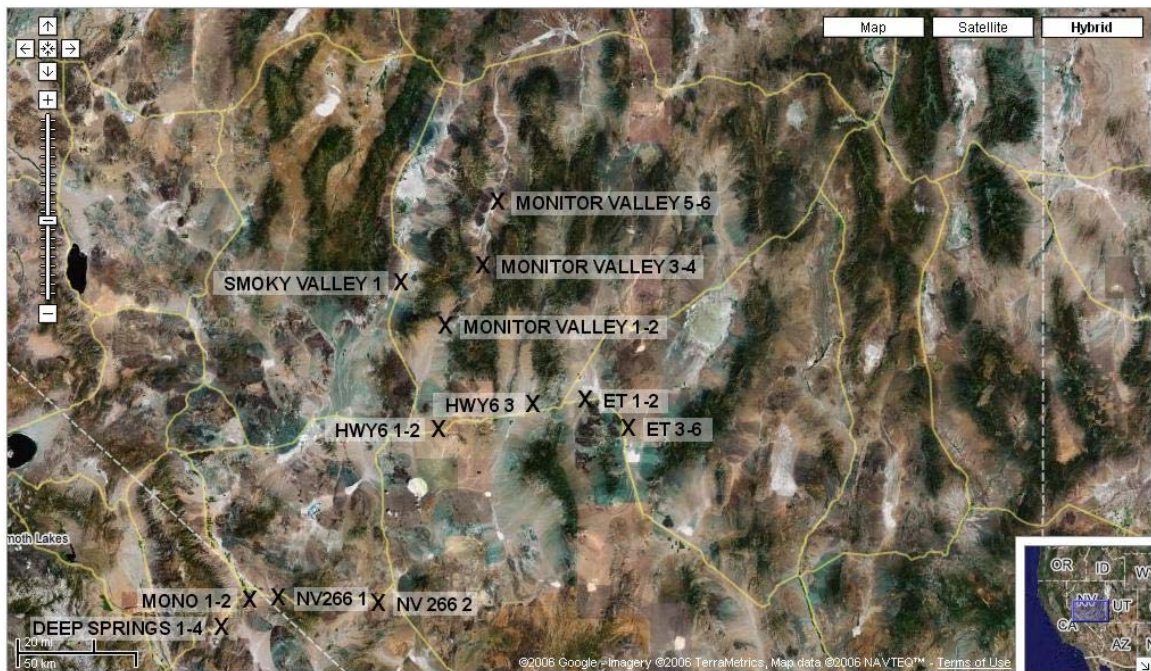 Map Satellite Hybrid
MONITOR VALLEY 5-6
MONITOR VALLEY 3-4
SMOKY VALLEY 1
MONITOR VALLEY 1-2
HWY6 3
ET 1-2
HWY6 1-2
ET 3-6
moth Lakes
MONO 1-2
NV266 1
NV 266 2
DEEP SPRINGS 1-4
20 mi
50 km
OR ID WY
NV UT
CA
AZ N
©2006 Google - Imagery ©2006 TerraMetrics, Map data ©2006 NAVTEQ™ - Terms of Use